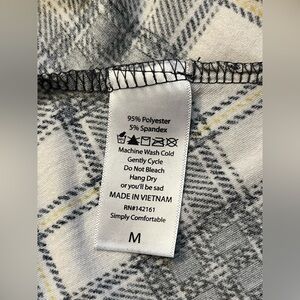 95% Polyester
5% Spandex
Machine Wash Cold
Gently Cycle
Do Not Bleach
Hang Dry
or you'll be sad
MADE IN VIETNAM
RN#142161
Simply Comfortable
M